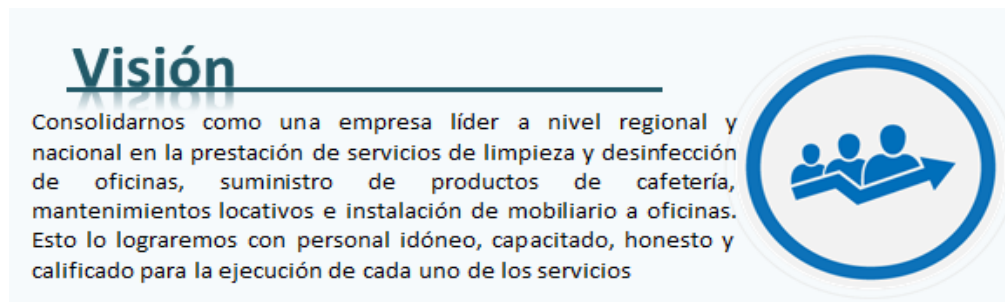 Visión
Consolidarnos como una empresa líder a nivel regional y
nacional en la prestación de servicios de limpieza y desinfección
de oficinas, suministro de productos de cafetería,
mantenimientos locativos e instalación de mobiliario a oficinas.
Esto lo lograremos con personal idóneo, capacitado, honesto y
calificado para la ejecución de cada uno de los servicios